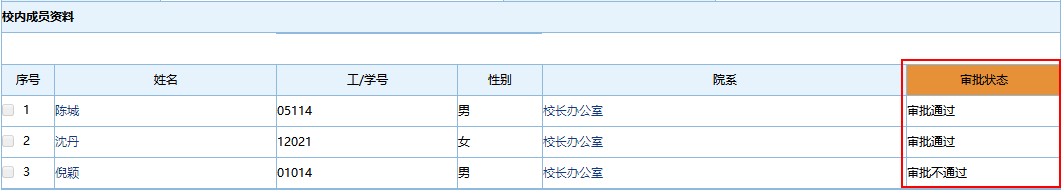 校内成员资料
序号 姓名 工/学号 性别 院系 审批状态
1 陈城 05114 男 校长办公室 审批通过
2 沈丹 12021 女 校长办公室 审批通过
3 倪颖 01014 男 校长办公室 审批不通过